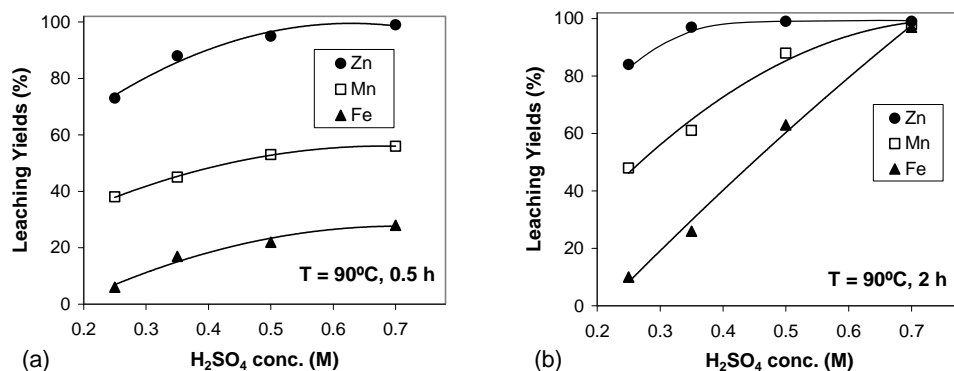 100
80
60
40
20
0
Leaching Yields (%)
Zn
Mn
Fe
T = 90ºC, 0.5 h
0.2 0.3 0.4 0.5 0.6 0.7
H₂SO₄ conc. (M)
(a)
100
80
60
40
20
0
Leaching Yields (%)
Zn
Mn
Fe
T = 90ºC, 2 h
0.2 0.3 0.4 0.5 0.6 0.7
H₂SO₄ conc. (M)
(b)